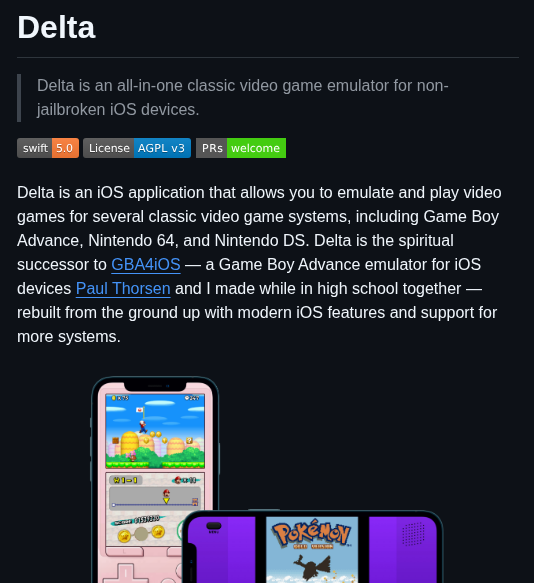 Delta
Delta is an all-in-one classic video game emulator for non-
jailbroken iOS devices.
swift 5.0 License AGPL v3 PRs welcome
Delta is an iOS application that allows you to emulate and play video
games for several classic video game systems, including Game Boy
Advance, Nintendo 64, and Nintendo DS. Delta is the spiritual
successor to GBA4iOS — a Game Boy Advance emulator for iOS
devices Paul Thorsen and I made while in high school together —
rebuilt from the ground up with modern iOS features and support for
more systems.
POKéMON